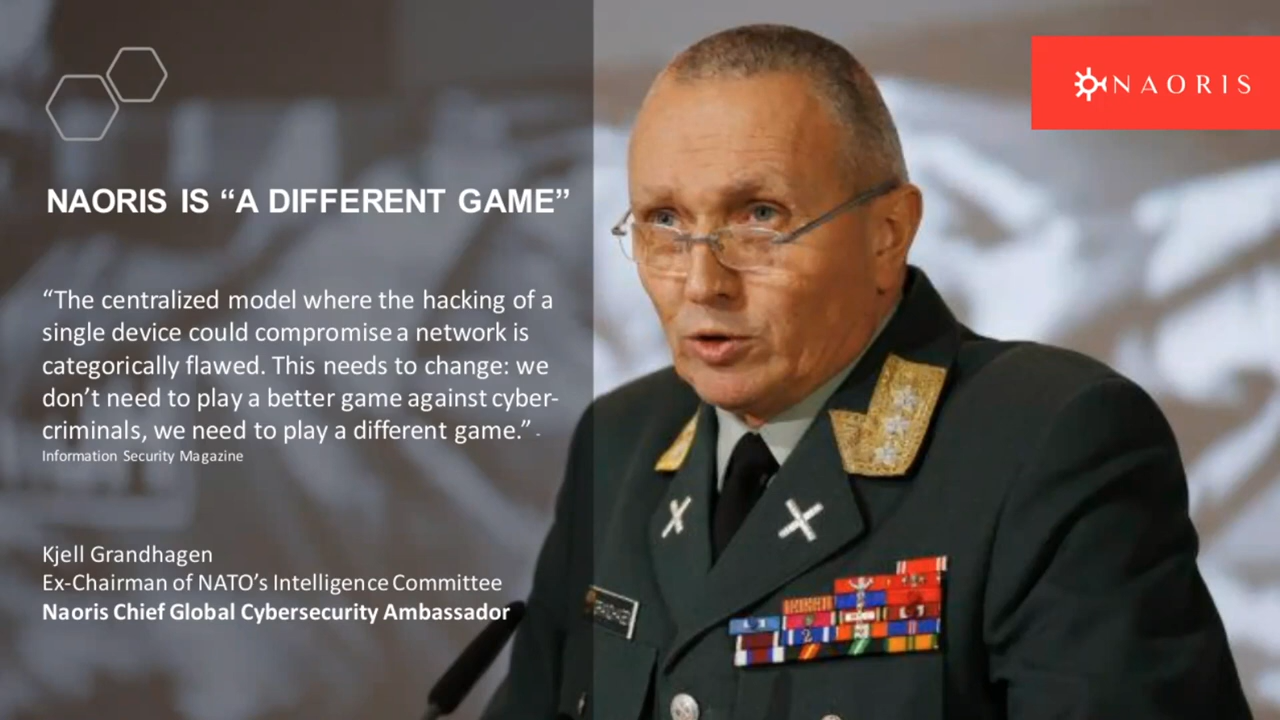 NAORIS
NAORIS IS “A DIFFERENT GAME”
“The centralized model where the hacking of a
single device could compromise a network is
categorically flawed. This needs to change: we
don’t need to play a better game against cyber-
criminals, we need to play a different game.” -
Information Security Magazine
Kjell Grandhagen
Ex-Chairman of NATO’s Intelligence Committee
Naoris Chief Global Cybersecurity Ambassador